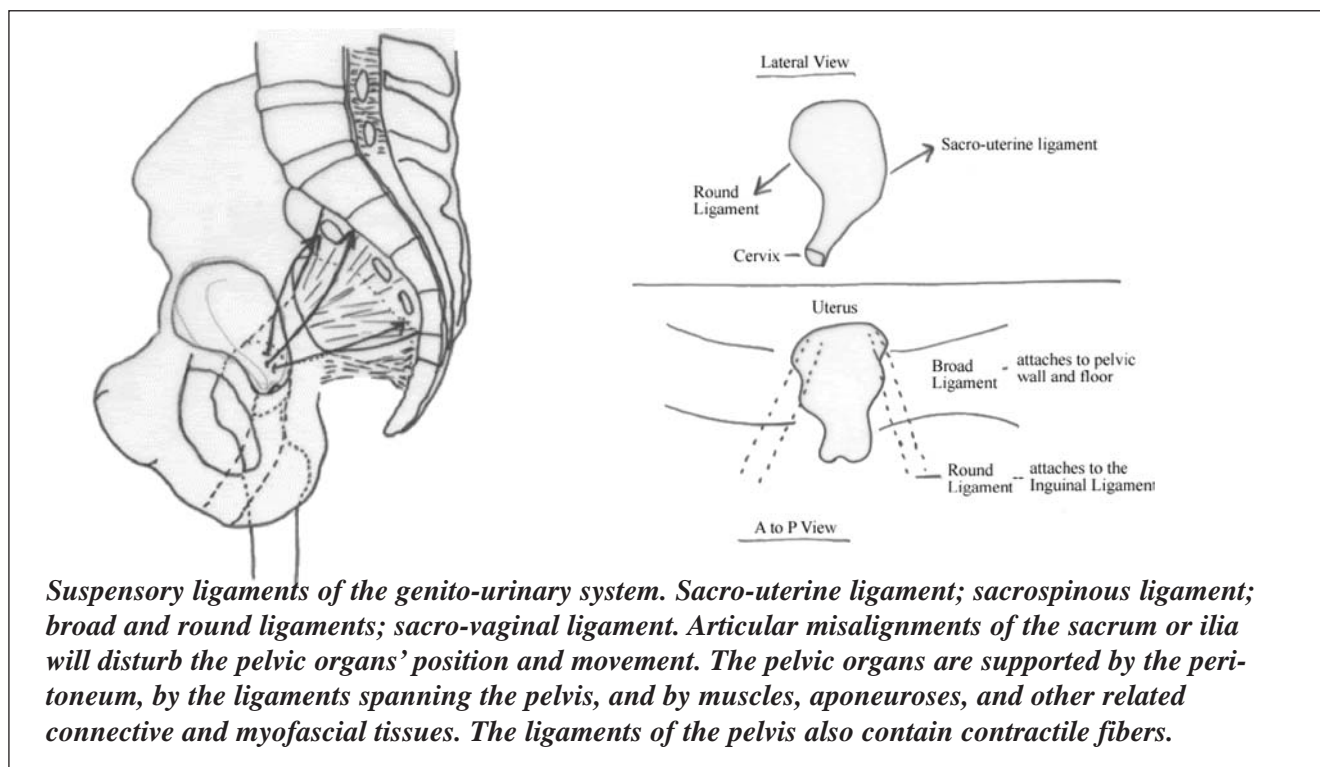 Lateral View
Sacro-uterine ligament
Round
Ligament
Cervix
Uterus
Broad
Ligament
- attaches to pelvic
wall and floor
Round
Ligament
-- attaches to the
Inguinal Ligament
A to P View
Suspensory ligaments of the genito-urinary system. Sacro-uterine ligament; sacrospinous ligament;
broad and round ligaments; sacro-vaginal ligament. Articular misalignments of the sacrum or ilia
will disturb the pelvic organs’ position and movement. The pelvic organs are supported by the peri-
toneum, by the ligaments spanning the pelvis, and by muscles, aponeuroses, and other related
connective and myofascial tissues. The ligaments of the pelvis also contain contractile fibers.